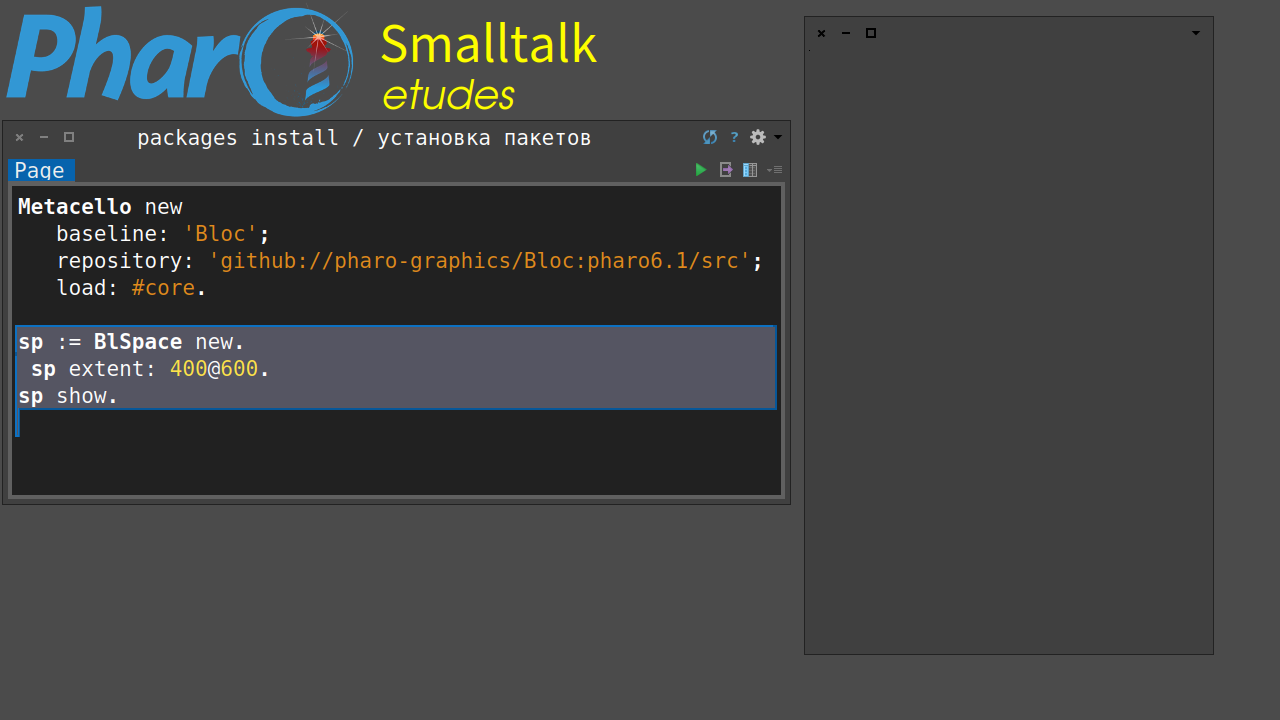 Pharo
Smalltalk
etudes
packages install / установка пакетов
?
Page
Metacello new
   baseline: 'Bloc';
   repository: 'github://pharo-graphics/Bloc:pharo6.1/src';
   load: #core.
sp := BlSpace new.
 sp extent: 400@600.
sp show.